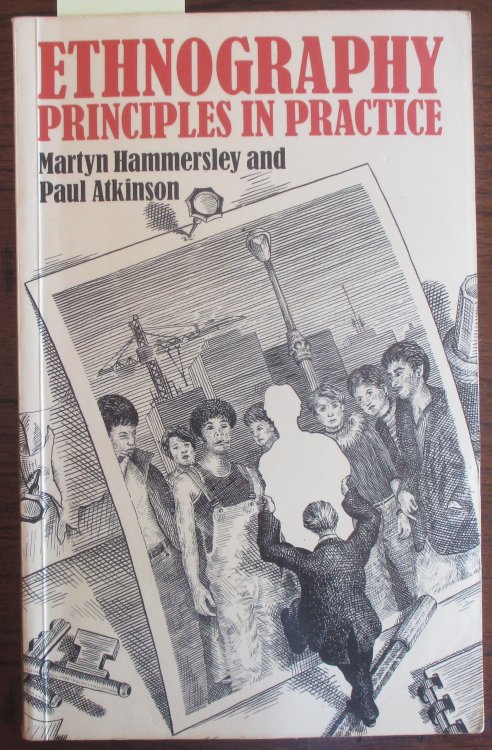 ETHNOGRAPHY
PRINCIPLES IN PRACTICE
Martyn Hammersley and
Paul Atkinson